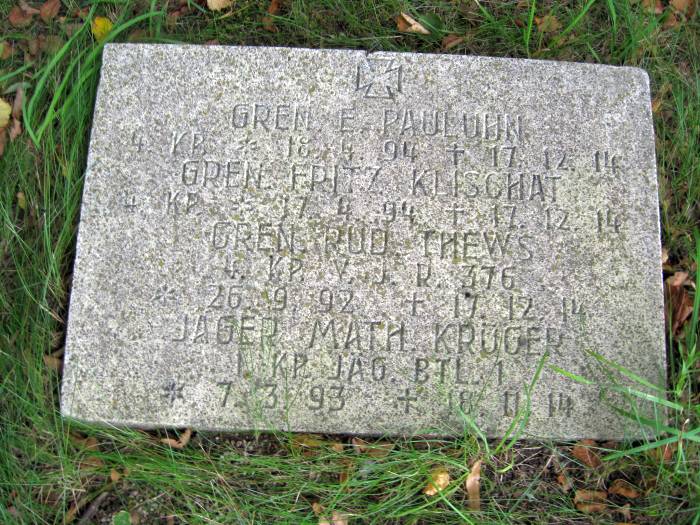 GREN. E. PAULUHN
4. KP. * 18. 4. 94 + 17. 12. 14
GREN. FRITZ KLISCHAT
4. KP. * 17. 4. 94 + 17. 12. 14
GREN. RUD. THEWS
4. KP. V. J. R. 376
* 26. 9. 92 + 17. 12. 14
JÄGER MATH. KRÜGER
1. KP. JÄG. BTL. 1
* 7. 3. 93 + 18. 11. 14